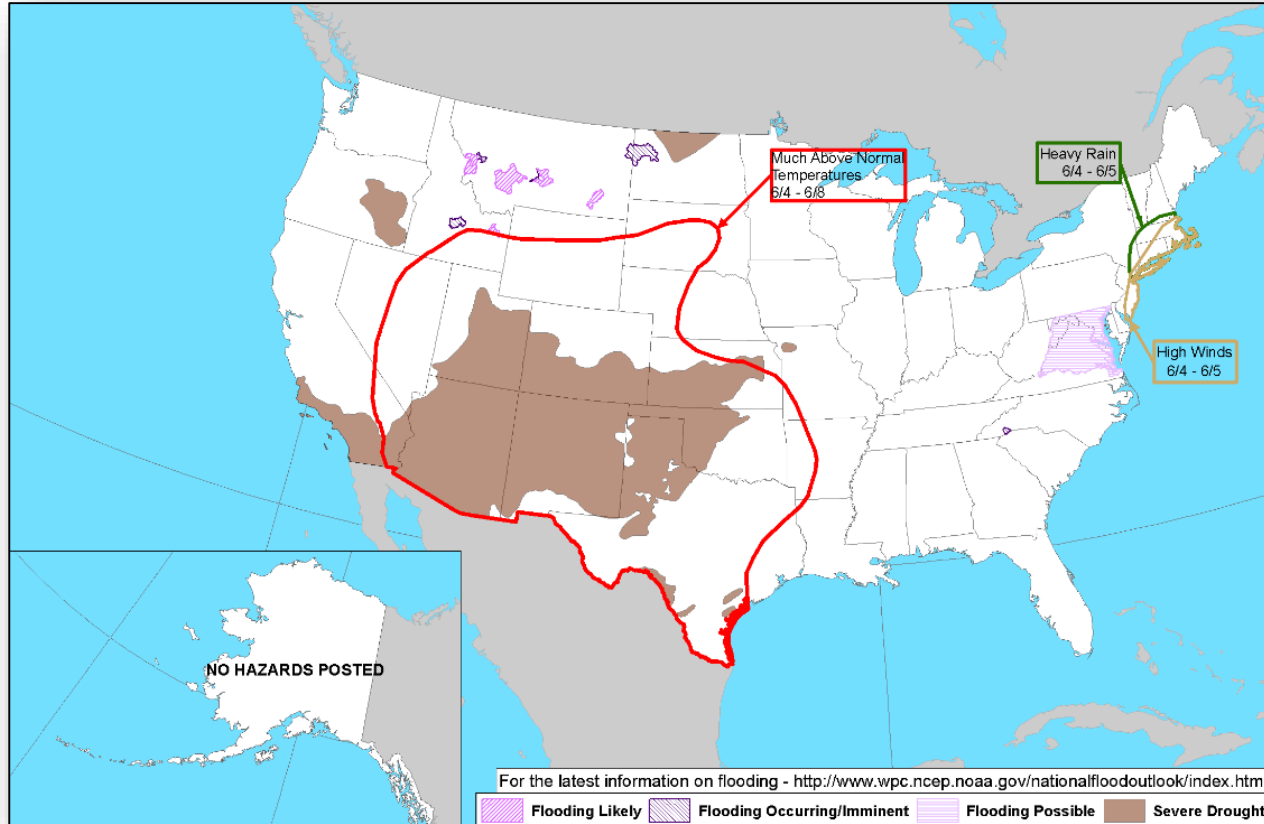 Much Above Normal
Temperatures
6/4 - 6/8
Heavy Rain
6/4 - 6/5
High Winds
6/4 - 6/5
NO HAZARDS POSTED
For the latest information on flooding - http://www.wpc.ncep.noaa.gov/nationalfloodoutlook/index.htm
Flooding Likely Flooding Occurring/Imminent Flooding Possible Severe Drought